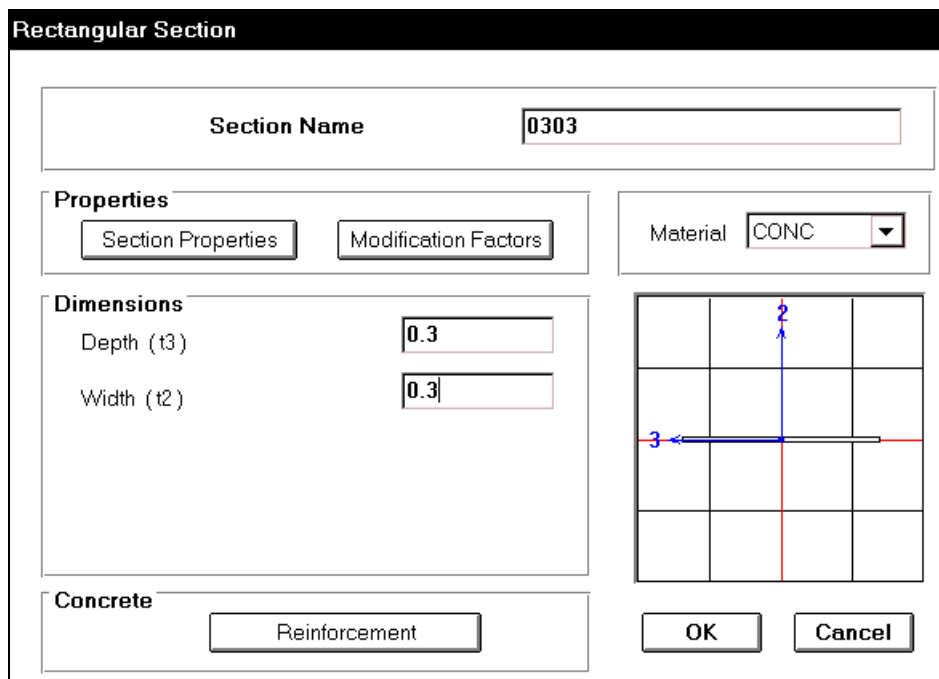 Rectangular Section
Section Name 0303
Properties
Section Properties Modification Factors
Material CONC
Dimensions
Depth (t3) 0.3
Width (t2) 0.3
2
3
Concrete
Reinforcement
OK Cancel